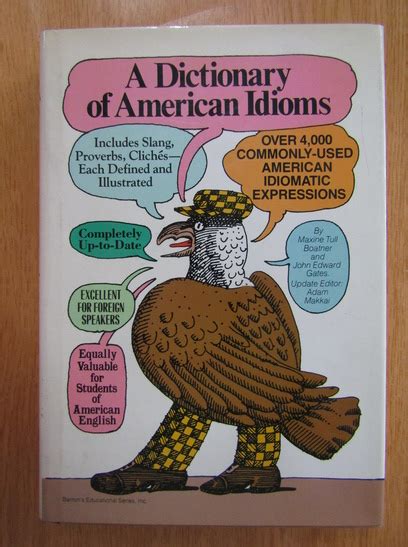 A Dictionary
of American Idioms
Includes Slang,
Proverbs, Clichés—
Each Defined and
Illustrated
OVER 4,000
COMMONLY-USED
AMERICAN
IDIOMATIC
EXPRESSIONS
Completely
Up-to-Date
By
Maxine Tull
Boatner
and
John Edward
Gates.
Update Editor:
Adam
Makkai
EXCELLENT
FOR FOREIGN
SPEAKERS
Equally
Valuable
for
Students
of
American
English
Barron's Educational Series, Inc.